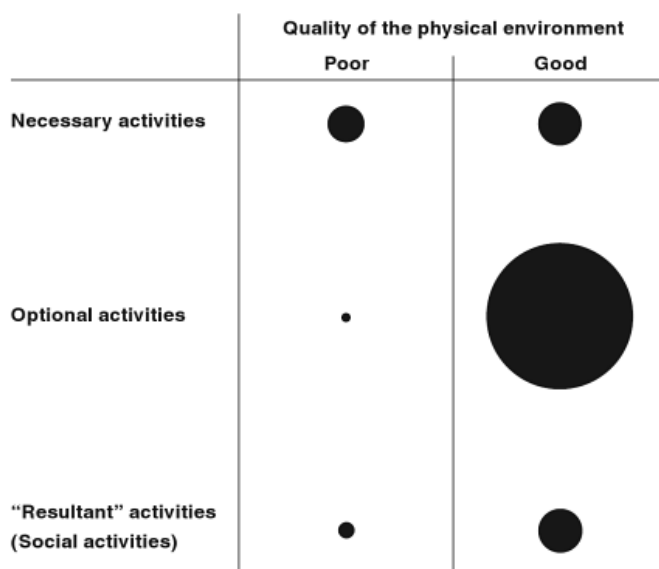 Quality of the physical environment
Poor Good
Necessary activities
Optional activities
“Resultant” activities
(Social activities)